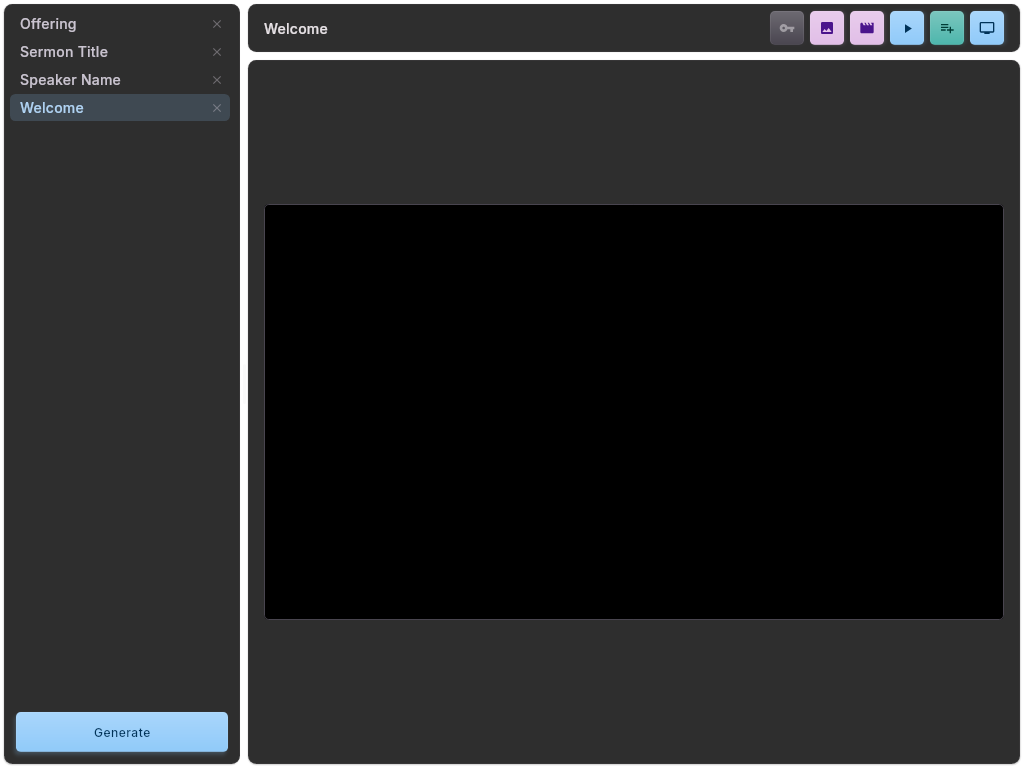 Offering
Sermon Title
Speaker Name
Welcome
Generate
Welcome